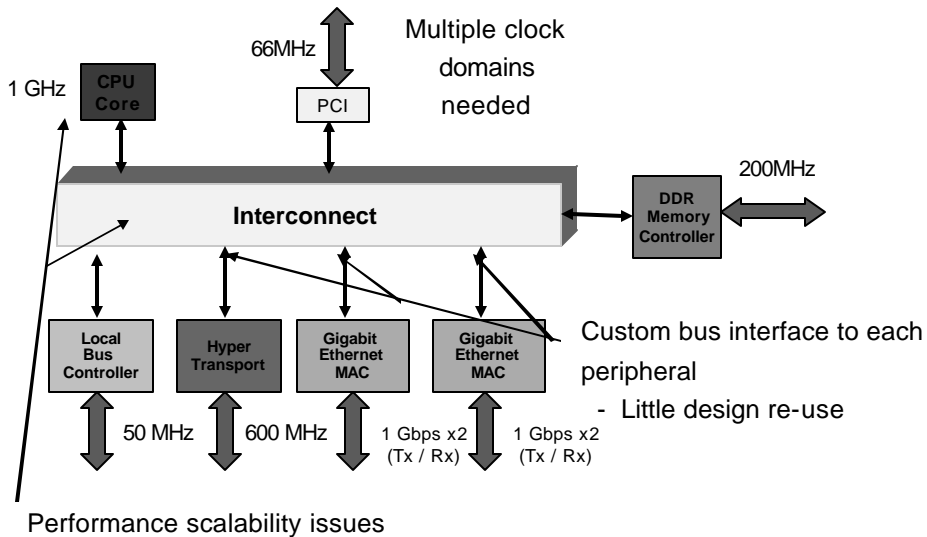 66MHz
Multiple clock
domains
needed
1 GHz
CPU
Core
PCI
200MHz
Interconnect
DDR
Memory
Controller
Local
Bus
Controller
Hyper
Transport
Gigabit
Ethernet
MAC
Gigabit
Ethernet
MAC
Custom bus interface to each
peripheral
- Little design re-use
50 MHz
600 MHz
1 Gbps x2
(Tx / Rx)
1 Gbps x2
(Tx / Rx)
Performance scalability issues